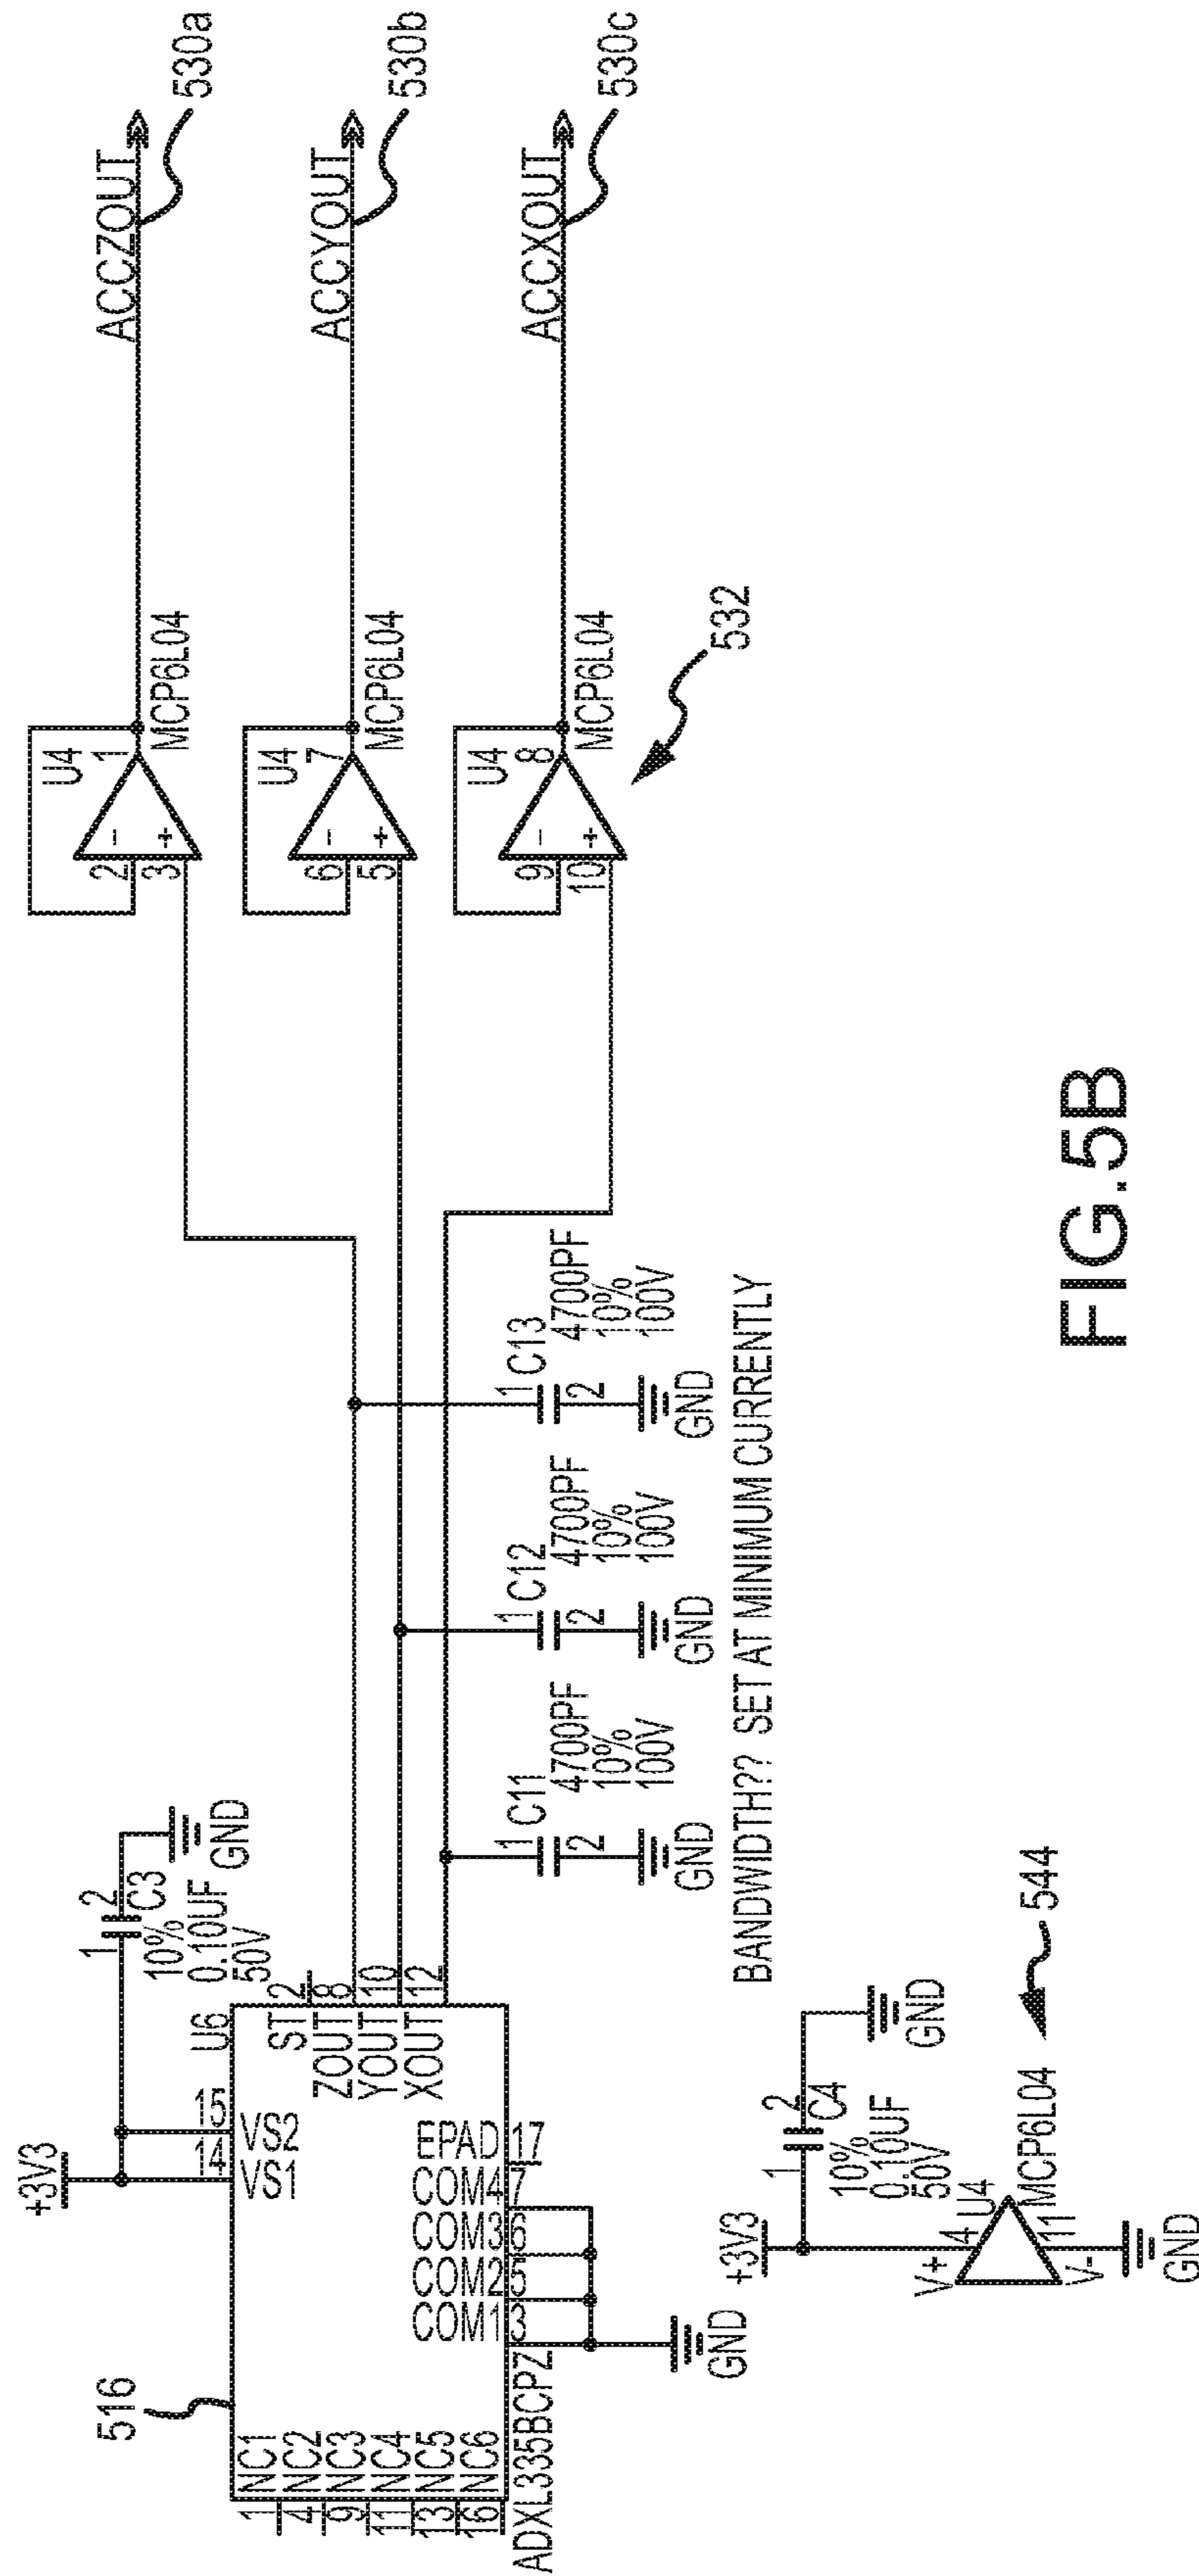 516
+3V3
14
15
VS1
VS2
U6
1
2
C3
10%
0.10UF
50V
GND
1 NC1
4 NC2
9 NC3
11 NC4
13 NC5
16 NC6
ADXL335BCPZ
COM1 3
COM2 5
COM3 6
COM4 7
EPAD 17
GND
ST 2
ZOUT 8
YOUT 10
XOUT 12
1
C11
2
4700PF
10%
100V
GND
1
C12
2
4700PF
10%
100V
GND
1
C13
2
4700PF
10%
100V
GND
BANDWIDTH?? SET AT MINIMUM CURRENTLY
2
3
-
+
U4
1
MCP6L04
ACCZOUT
530a
6
5
-
+
U4
7
MCP6L04
ACCYOUT
530b
9
10
-
+
U4
8
MCP6L04
ACCXOUT
530c
532
+3V3
1
2
C4
10%
0.10UF
50V
GND
V+
4
U4
MCP6L04
V-
11
GND
544
FIG.5B